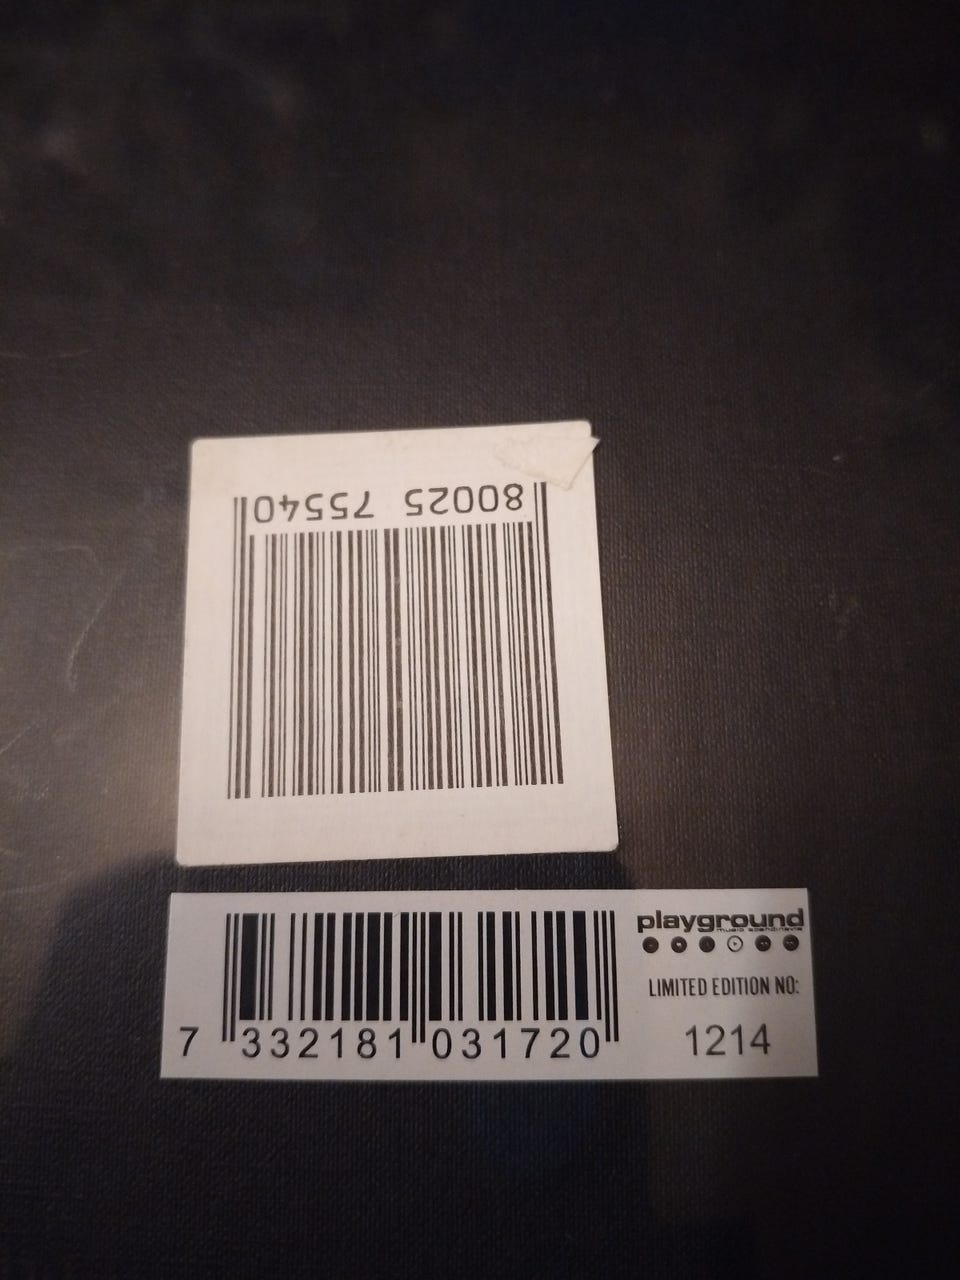 80025 75540
playground
music scandinavia
LIMITED EDITION NO:
7 332181 031720
1214